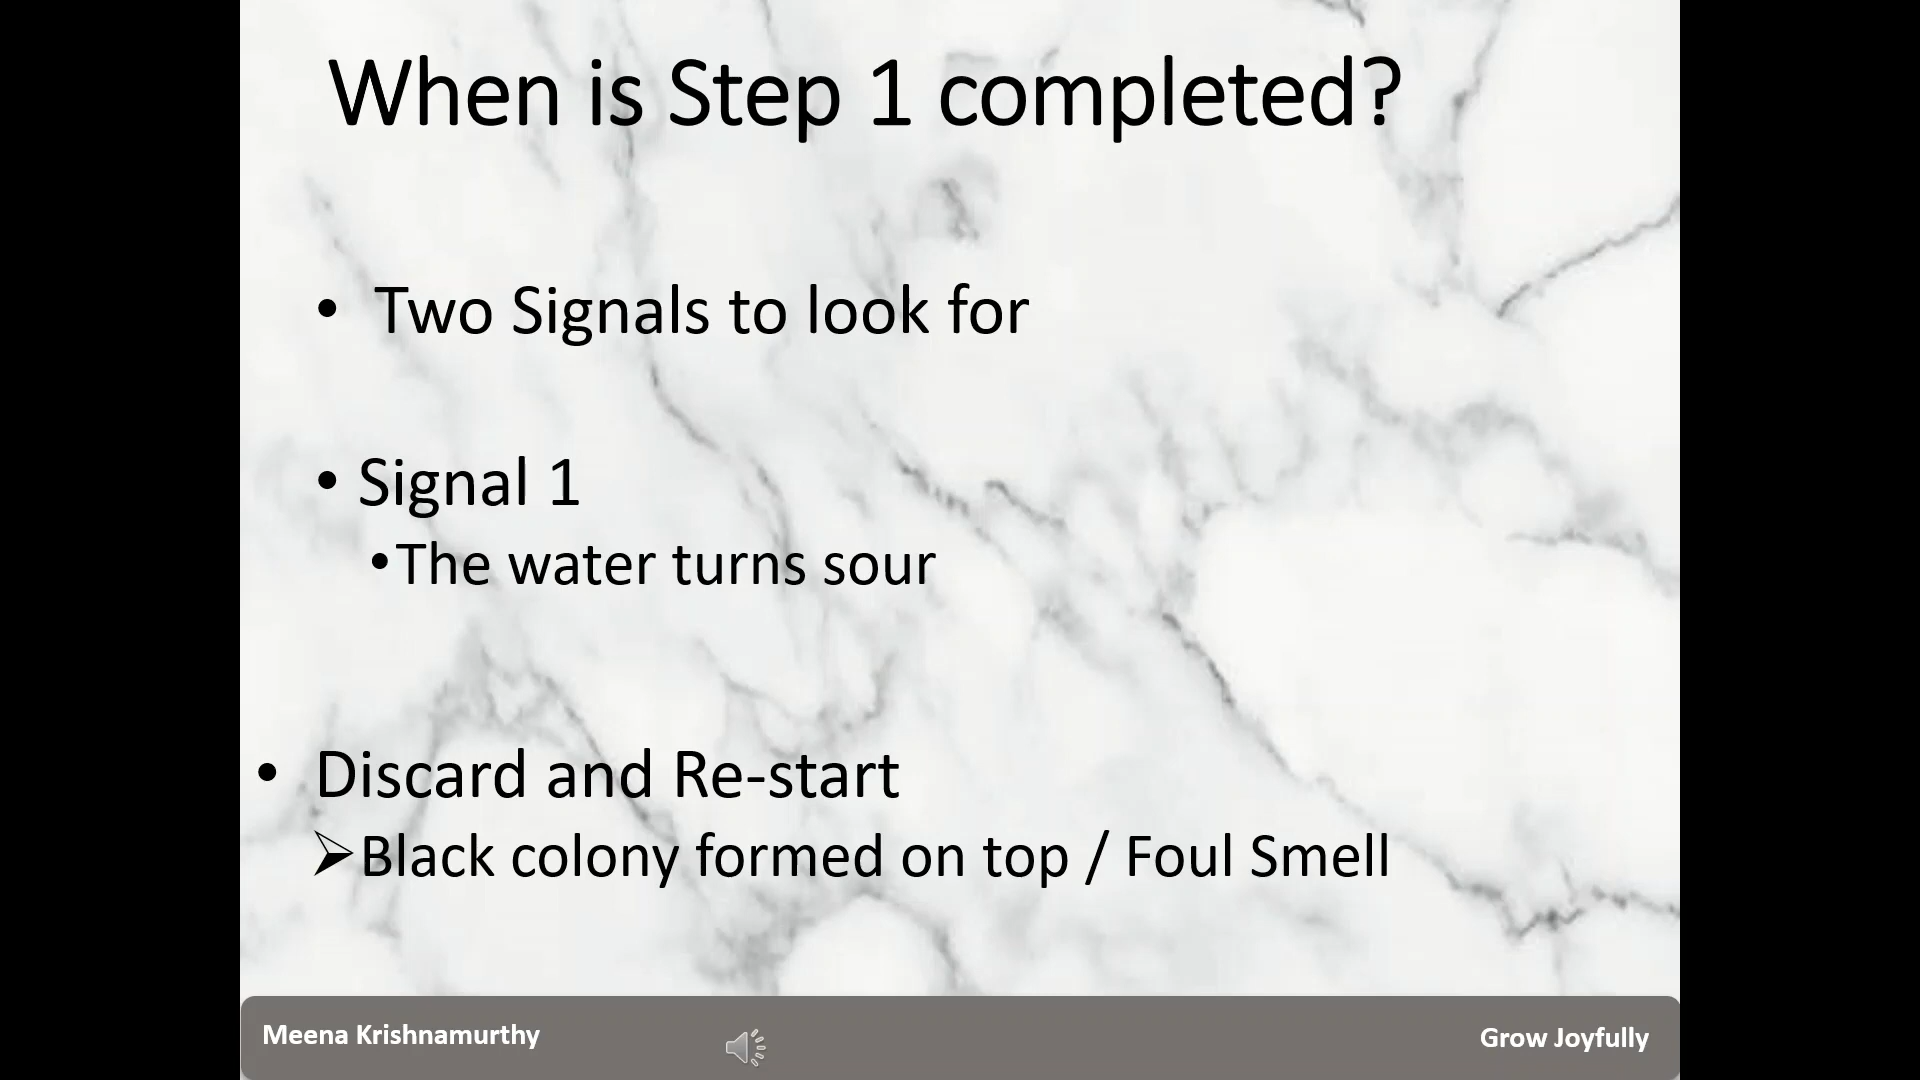 When is Step 1 completed?
• Two Signals to look for
• Signal 1
• The water turns sour
• Discard and Re-start
➢ Black colony formed on top / Foul Smell
Meena Krishnamurthy
Grow Joyfully